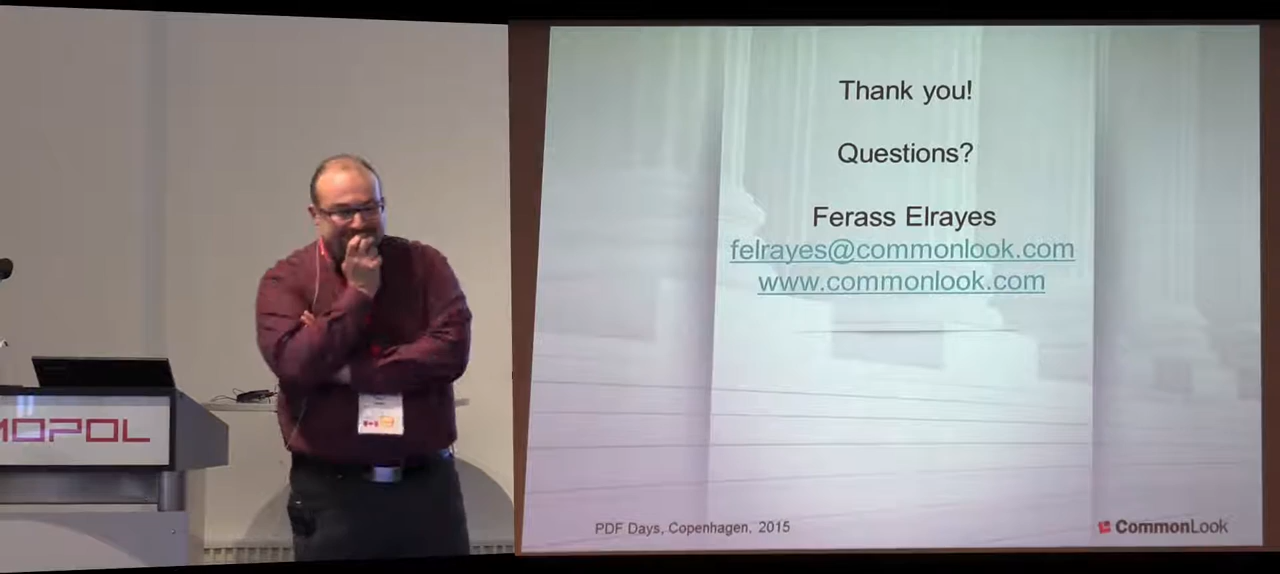 MOPOL
Thank you!
Questions?
Ferass Elrayes
felrayes@commonlook.com
www.commonlook.com
PDF Days, Copenhagen, 2015
CommonLook